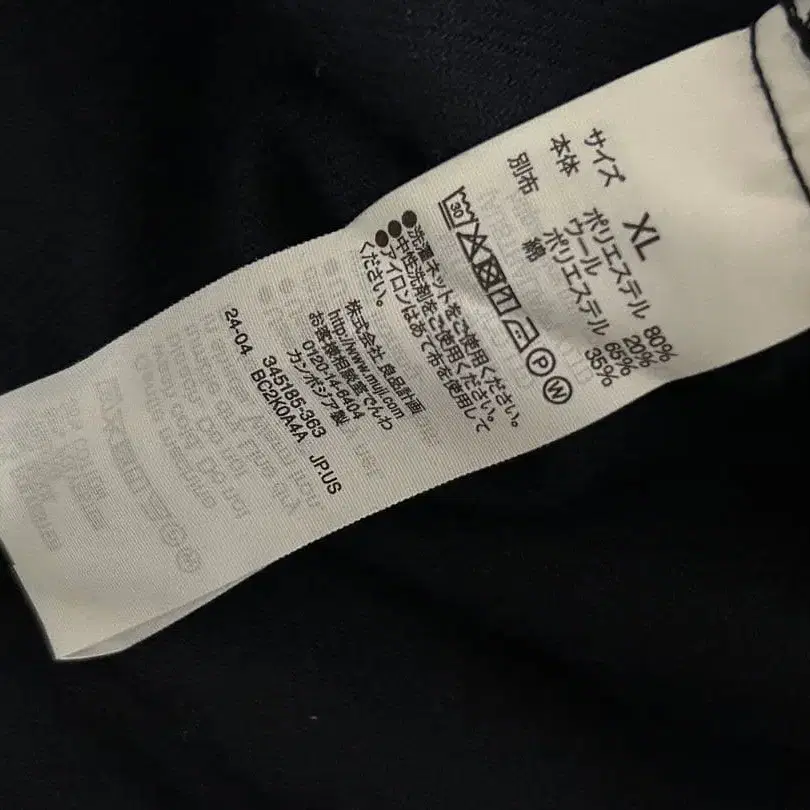 サイズ XL
本体 ポリエステル 80%
ウール 20%
別布 ポリエステル 65%
綿 35%
30
P
W
●洗濯ネットをご使用ください。
●中性洗剤をご使用ください。
●アイロンはあて布を使用して
ください。
株式会社 良品計画
http://www.muji.com
お客様相談室でんわ
0120-14-6404
カンボジア製
24-04 345185-363
BC2K0A4A JP.US